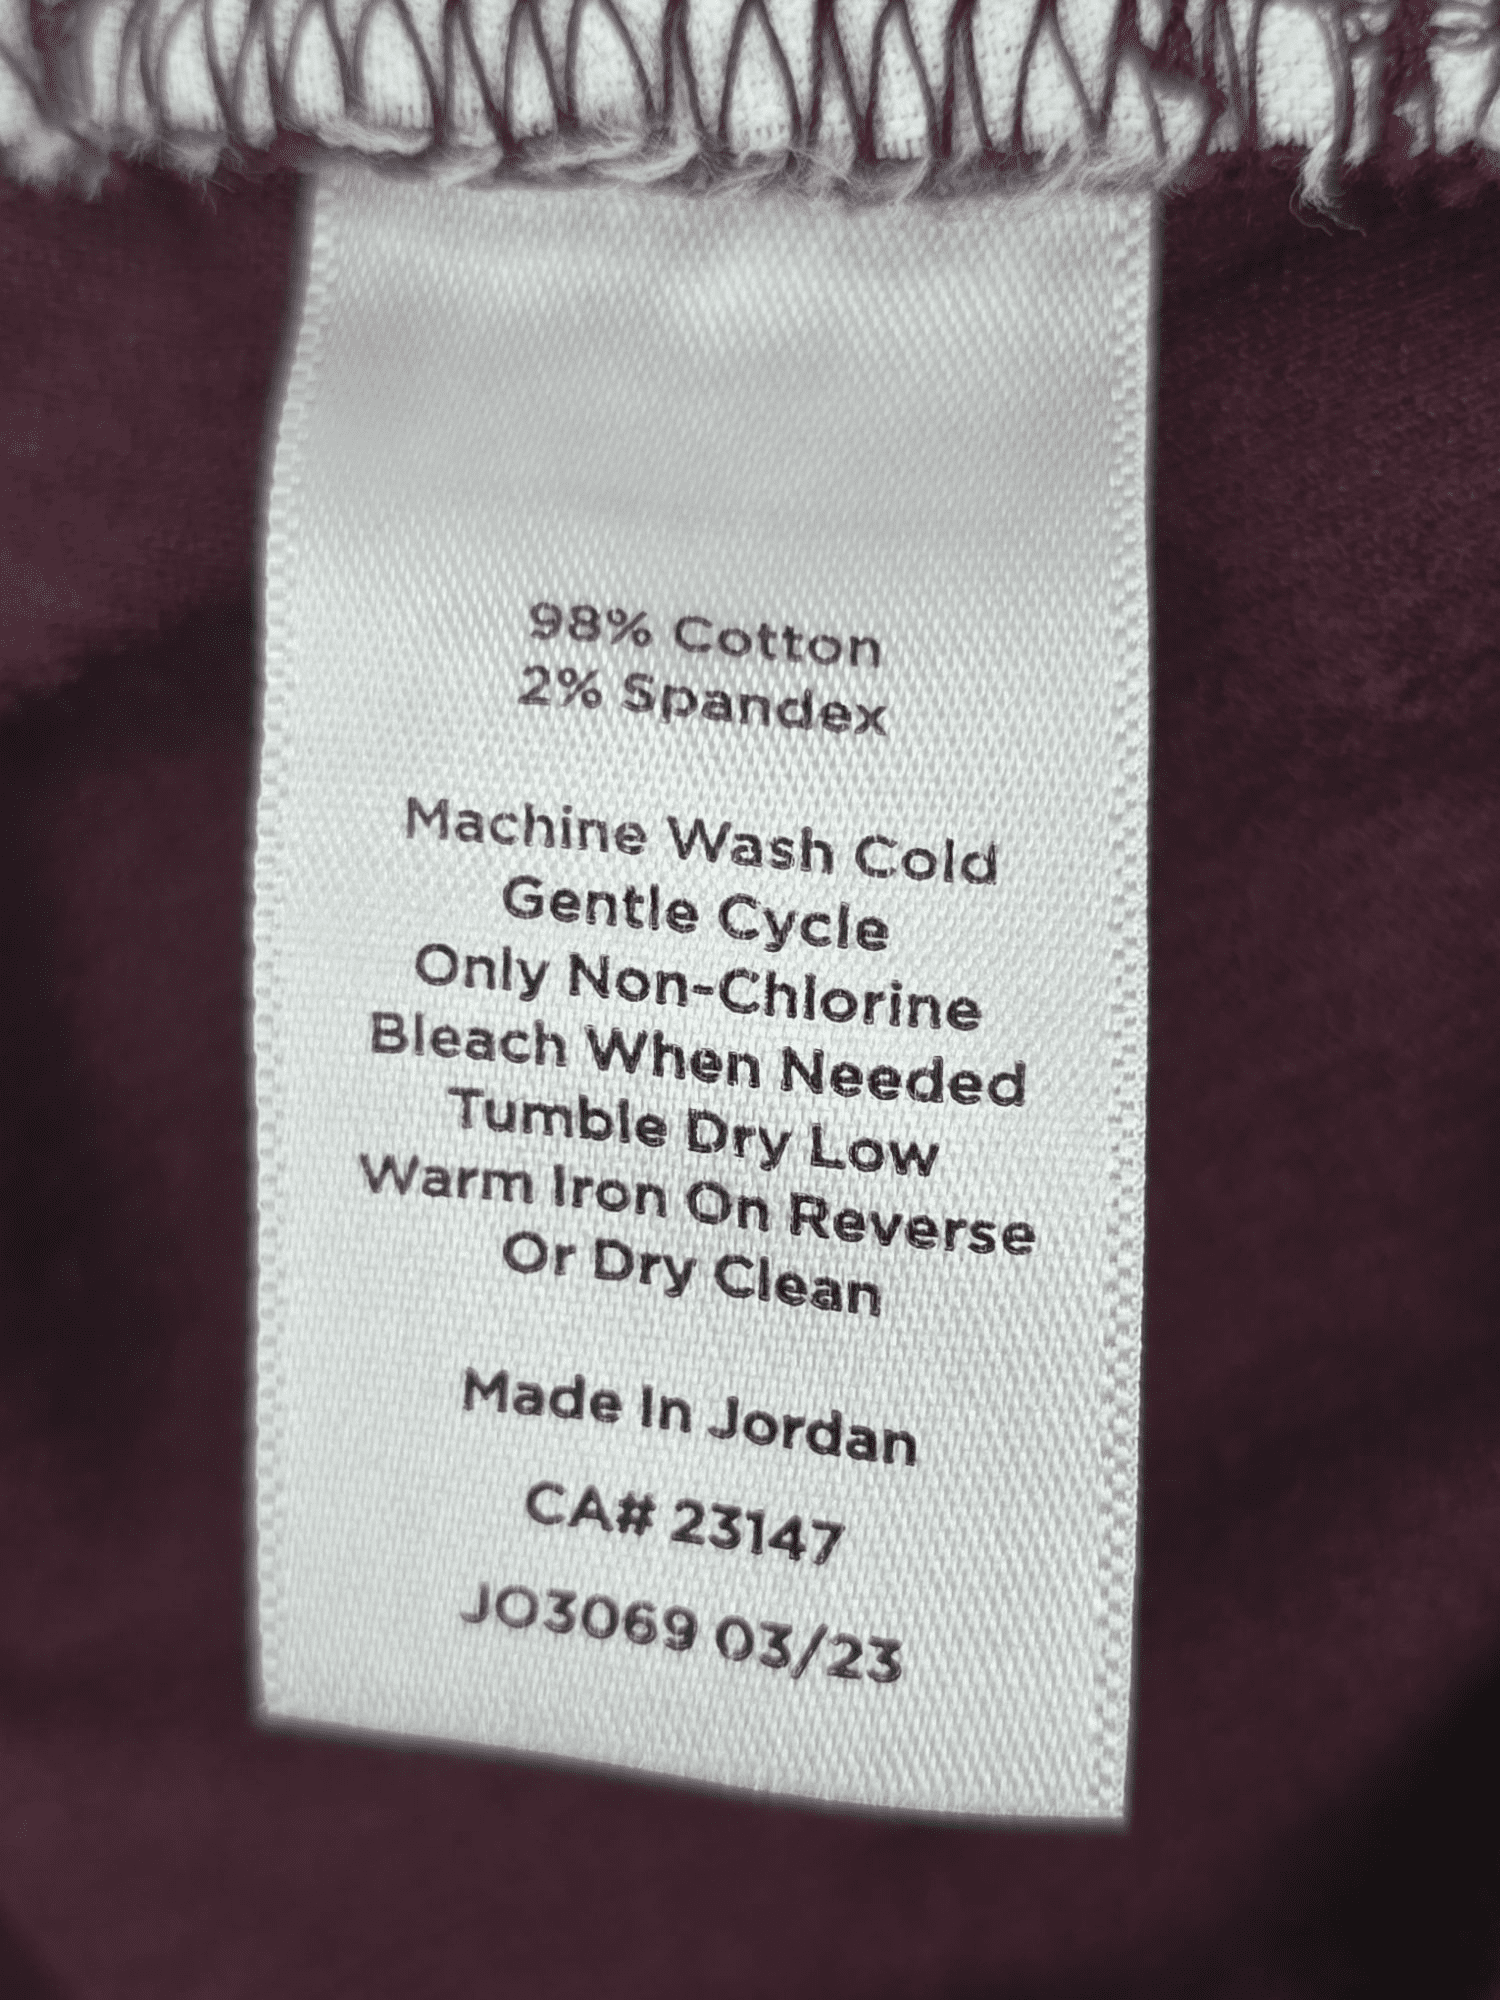 98% Cotton
2% Spandex
Machine Wash Cold
Gentle Cycle
Only Non-Chlorine
Bleach When Needed
Tumble Dry Low
Warm Iron On Reverse
Or Dry Clean
Made In Jordan
CA# 23147
JO3069 03/23